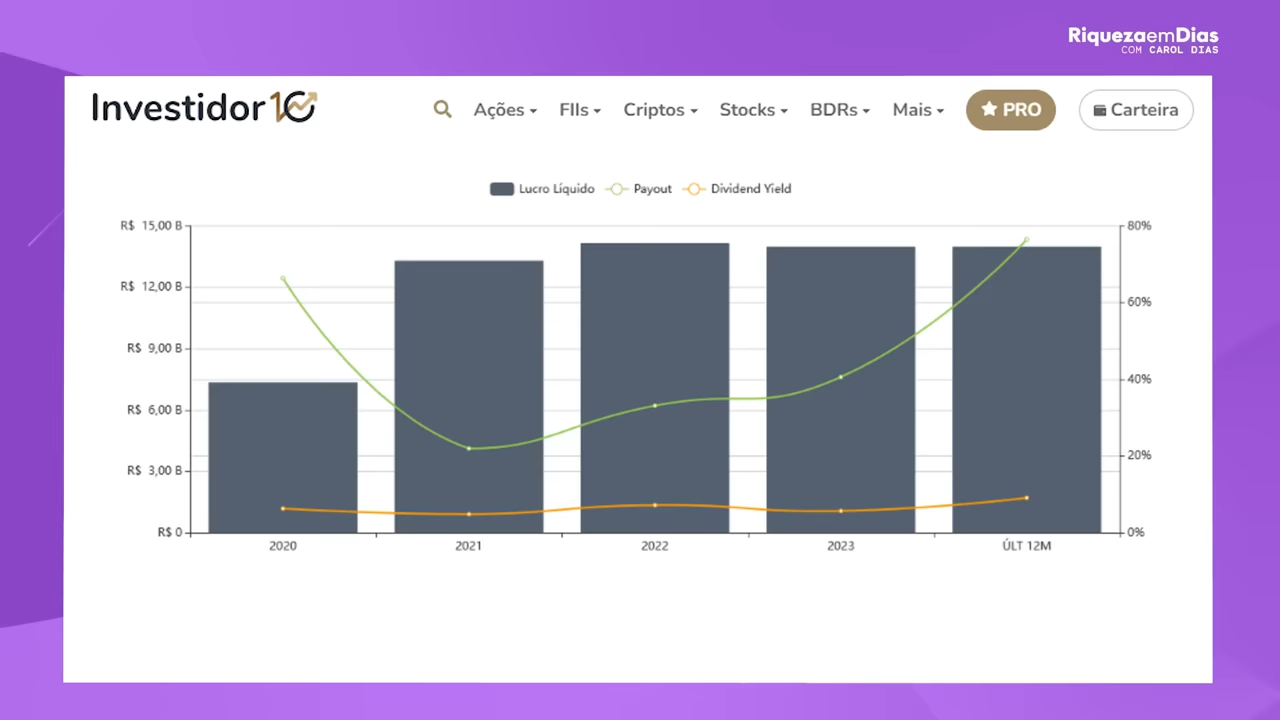 RiquezaemDias
COM CAROL DIAS
Investidor 10
Ações
FIIs
Criptos
Stocks
BDRs
Mais
PRO
Carteira
Lucro Líquido
Payout
Dividend Yield
R$ 15,00 B
R$ 12,00 B
R$ 9,00 B
R$ 6,00 B
R$ 3,00 B
R$ 0
80%
60%
40%
20%
0%
2020
2021
2022
2023
ÚLT 12M